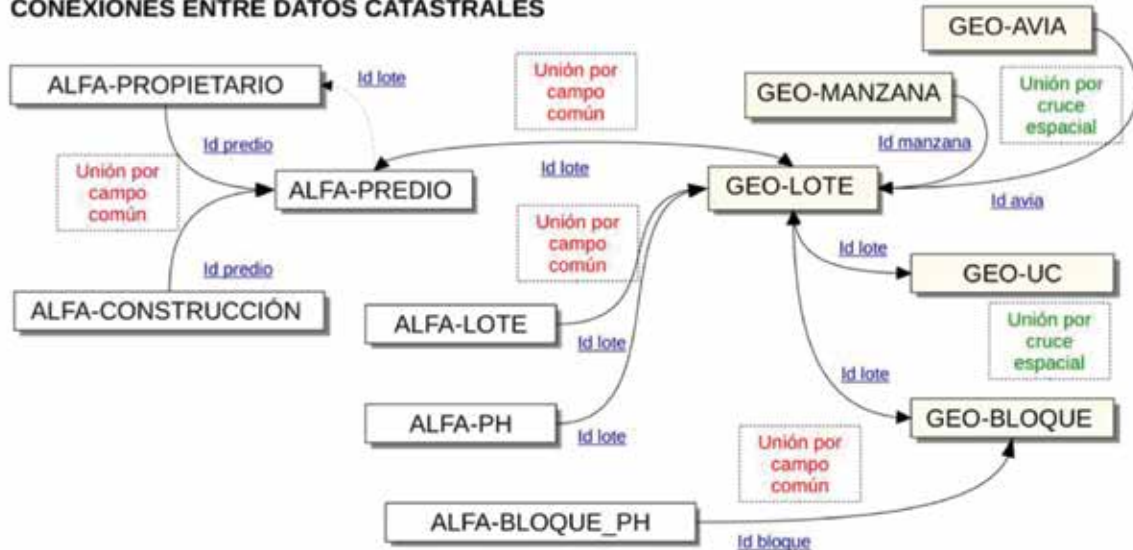 CONEXIONES ENTRE DATOS CATASTRALES
GEO-AVIA
ALFA-PROPIETARIO
Id lote
Unión por
campo
común
GEO-MANZANA
Unión por
cruce
espacial
Id predio
Id manzana
Unión por
campo
común
ALFA-PREDIO
Id lote
GEO-LOTE
Id avia
Unión por
campo
común
Id predio
Id lote
GEO-UC
ALFA-CONSTRUCCIÓN
ALFA-LOTE
Id lote
Unión por
cruce
espacial
Id lote
ALFA-PH
Id lote
GEO-BLOQUE
Unión por
campo
común
ALFA-BLOQUE_PH
Id bloque